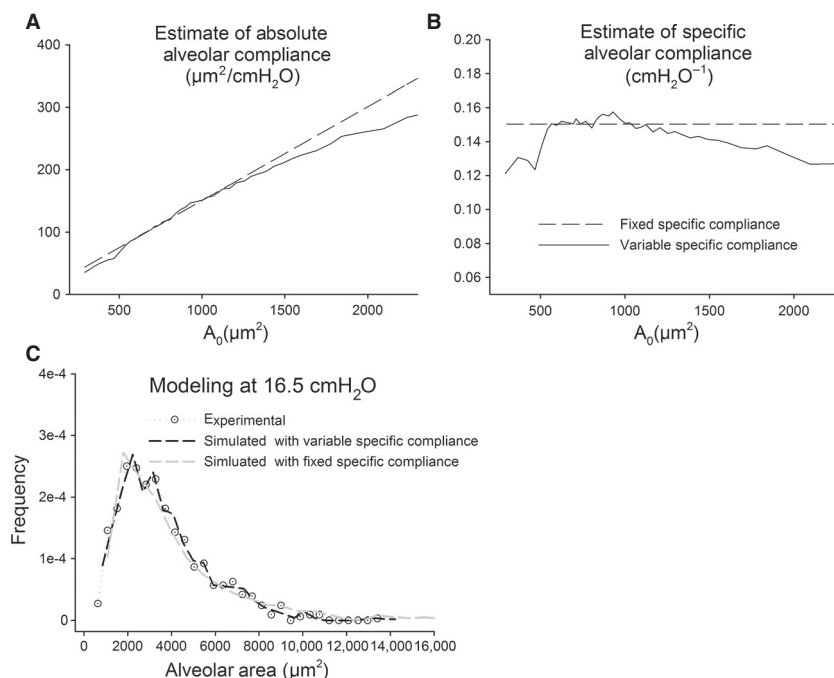 A
Estimate of absolute
alveolar compliance
(μm²/cmH₂O)
400
300
200
100
0
500
1000
1500
2000
A₀(μm²)
B
Estimate of specific
alveolar compliance
(cmH₂O⁻¹)
0.20
0.18
0.16
0.14
0.12
0.10
0.08
0.06
Fixed specific compliance
Variable specific compliance
500
1000
1500
2000
A₀(μm²)
C
Modeling at 16.5 cmH₂O
Experimental
Simulated with variable specific compliance
Simluated with fixed specific compliance
4e-4
3e-4
2e-4
1e-4
0
Frequency
0
2000
4000
6000
8000
10,000
12,000
14,000
16,000
Alveolar area (μm²)